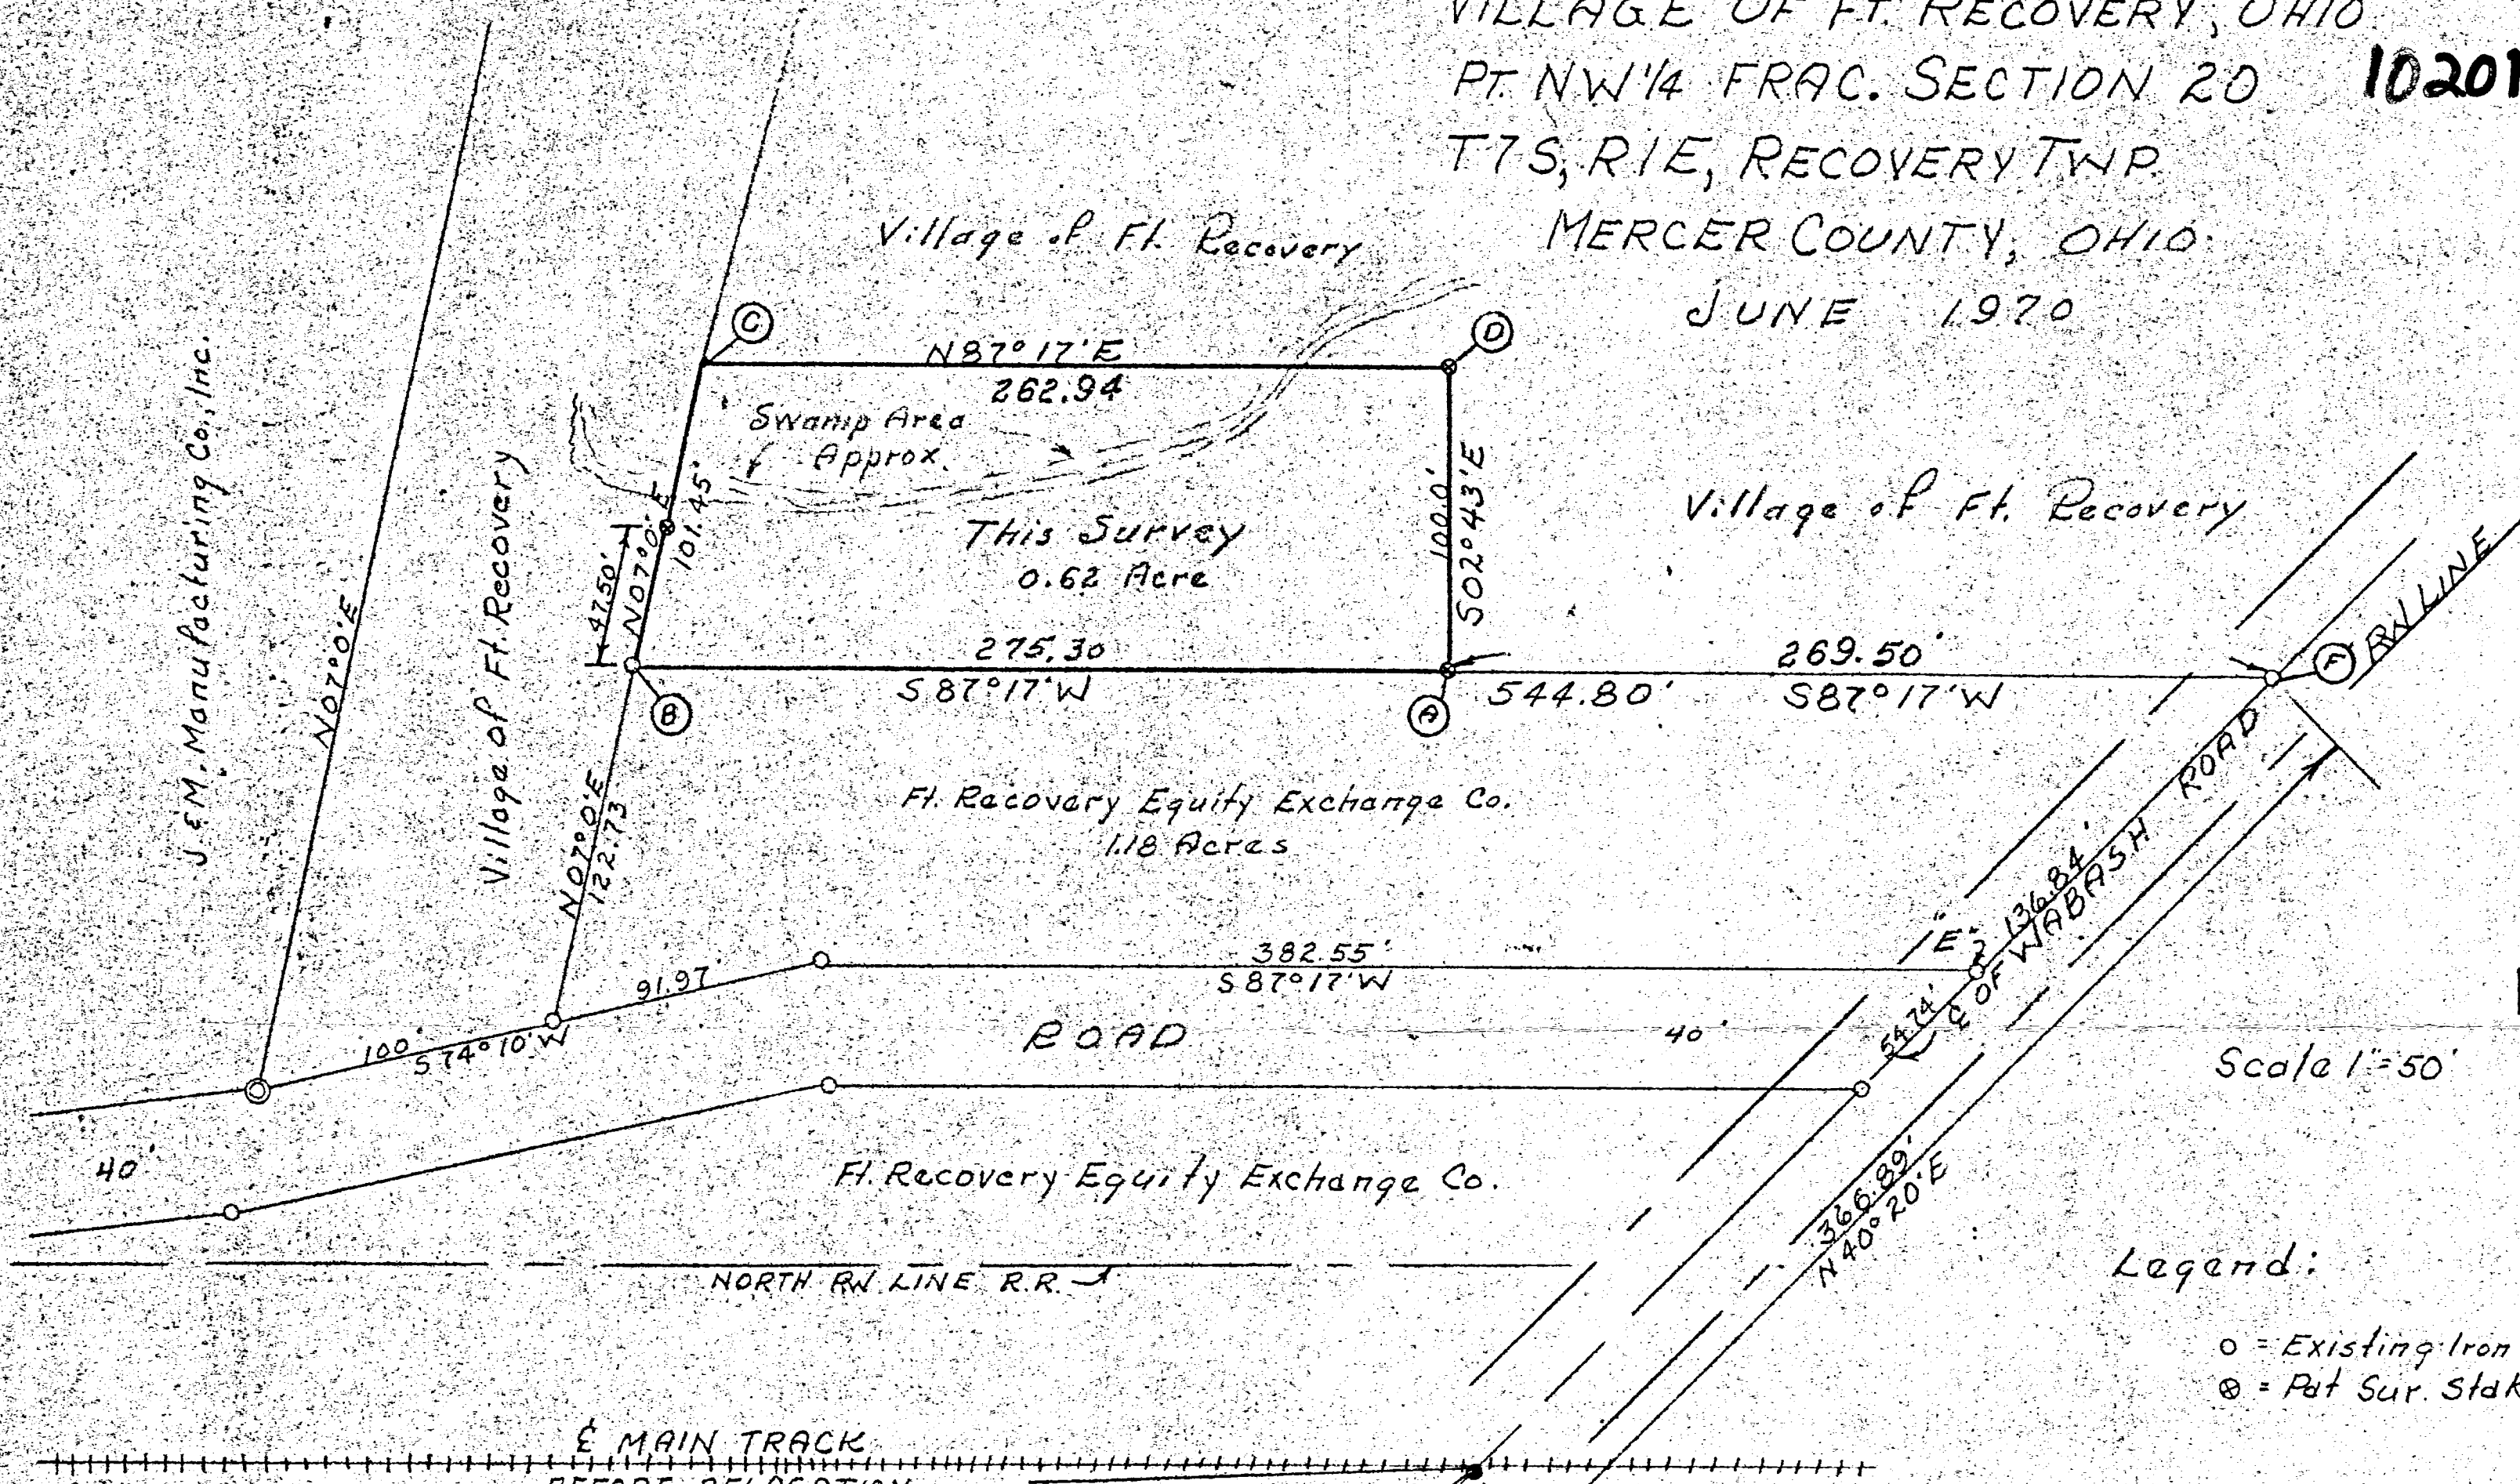 VILLAGE OF FT. RECOVERY, OHIO
PT. NW 1/4 FRAC. SECTION 20
10201
T7S, R1E, RECOVERY TWP.
MERCER COUNTY, OHIO
JUNE 1970
Village of Ft. Recovery
C
D
N87°17'E
262.94
Swamp Area
Approx.
J. & M. Manufacturing Co., Inc.
N07°0'E
Village of Ft. Recovery
47.50'
N07°0'E
101.45'
This Survey
0.62 Acre
100.0'
S02°43'E
Village of Ft. Recovery
275.30
S87°17'W
B
A
544.80'
269.50'
S87°17'W
F
RW LINE
N07°0'E
122.73
Ft. Recovery Equity Exchange Co.
1.18 Acres
136.84'
℄ OF WABASH ROAD
"E"
382.55'
S87°17'W
91.97
100'
S74°10'W
ROAD
40'
54.74'
Scale 1"=50'
40'
Ft. Recovery Equity Exchange Co.
366.89'
N40°20'E
NORTH RW LINE R.R.
Legend:
o = Existing Iron
⊗ = Pat Sur. Stak
℄ MAIN TRACK
BEFORE RELOCATION